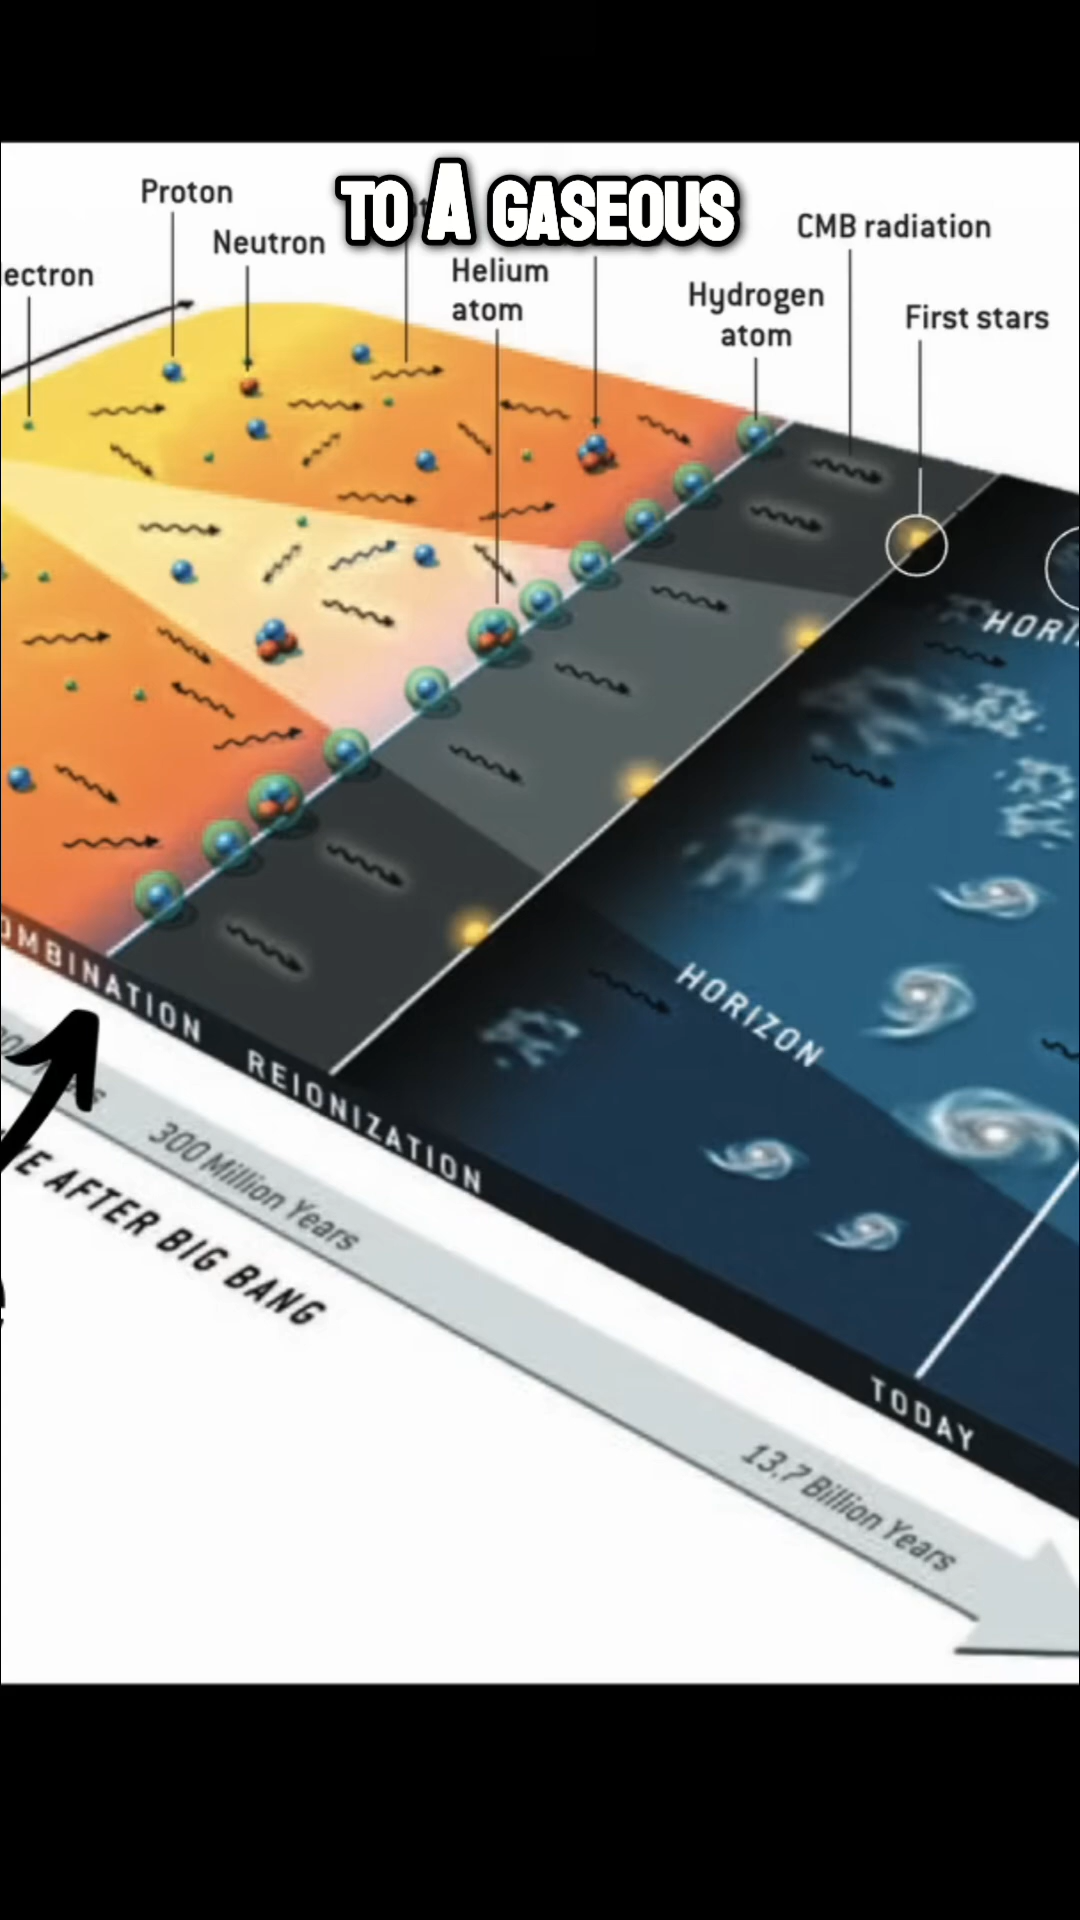 TO A GASEOUS
Proton
Neutron
ectron
Helium
atom
Hydrogen
atom
CMB radiation
First stars
HORI
HORIZON
OMBINATION
REIONIZATION
TODAY
300 Million Years
13.7 Billion Years
AFTER BIG BANG